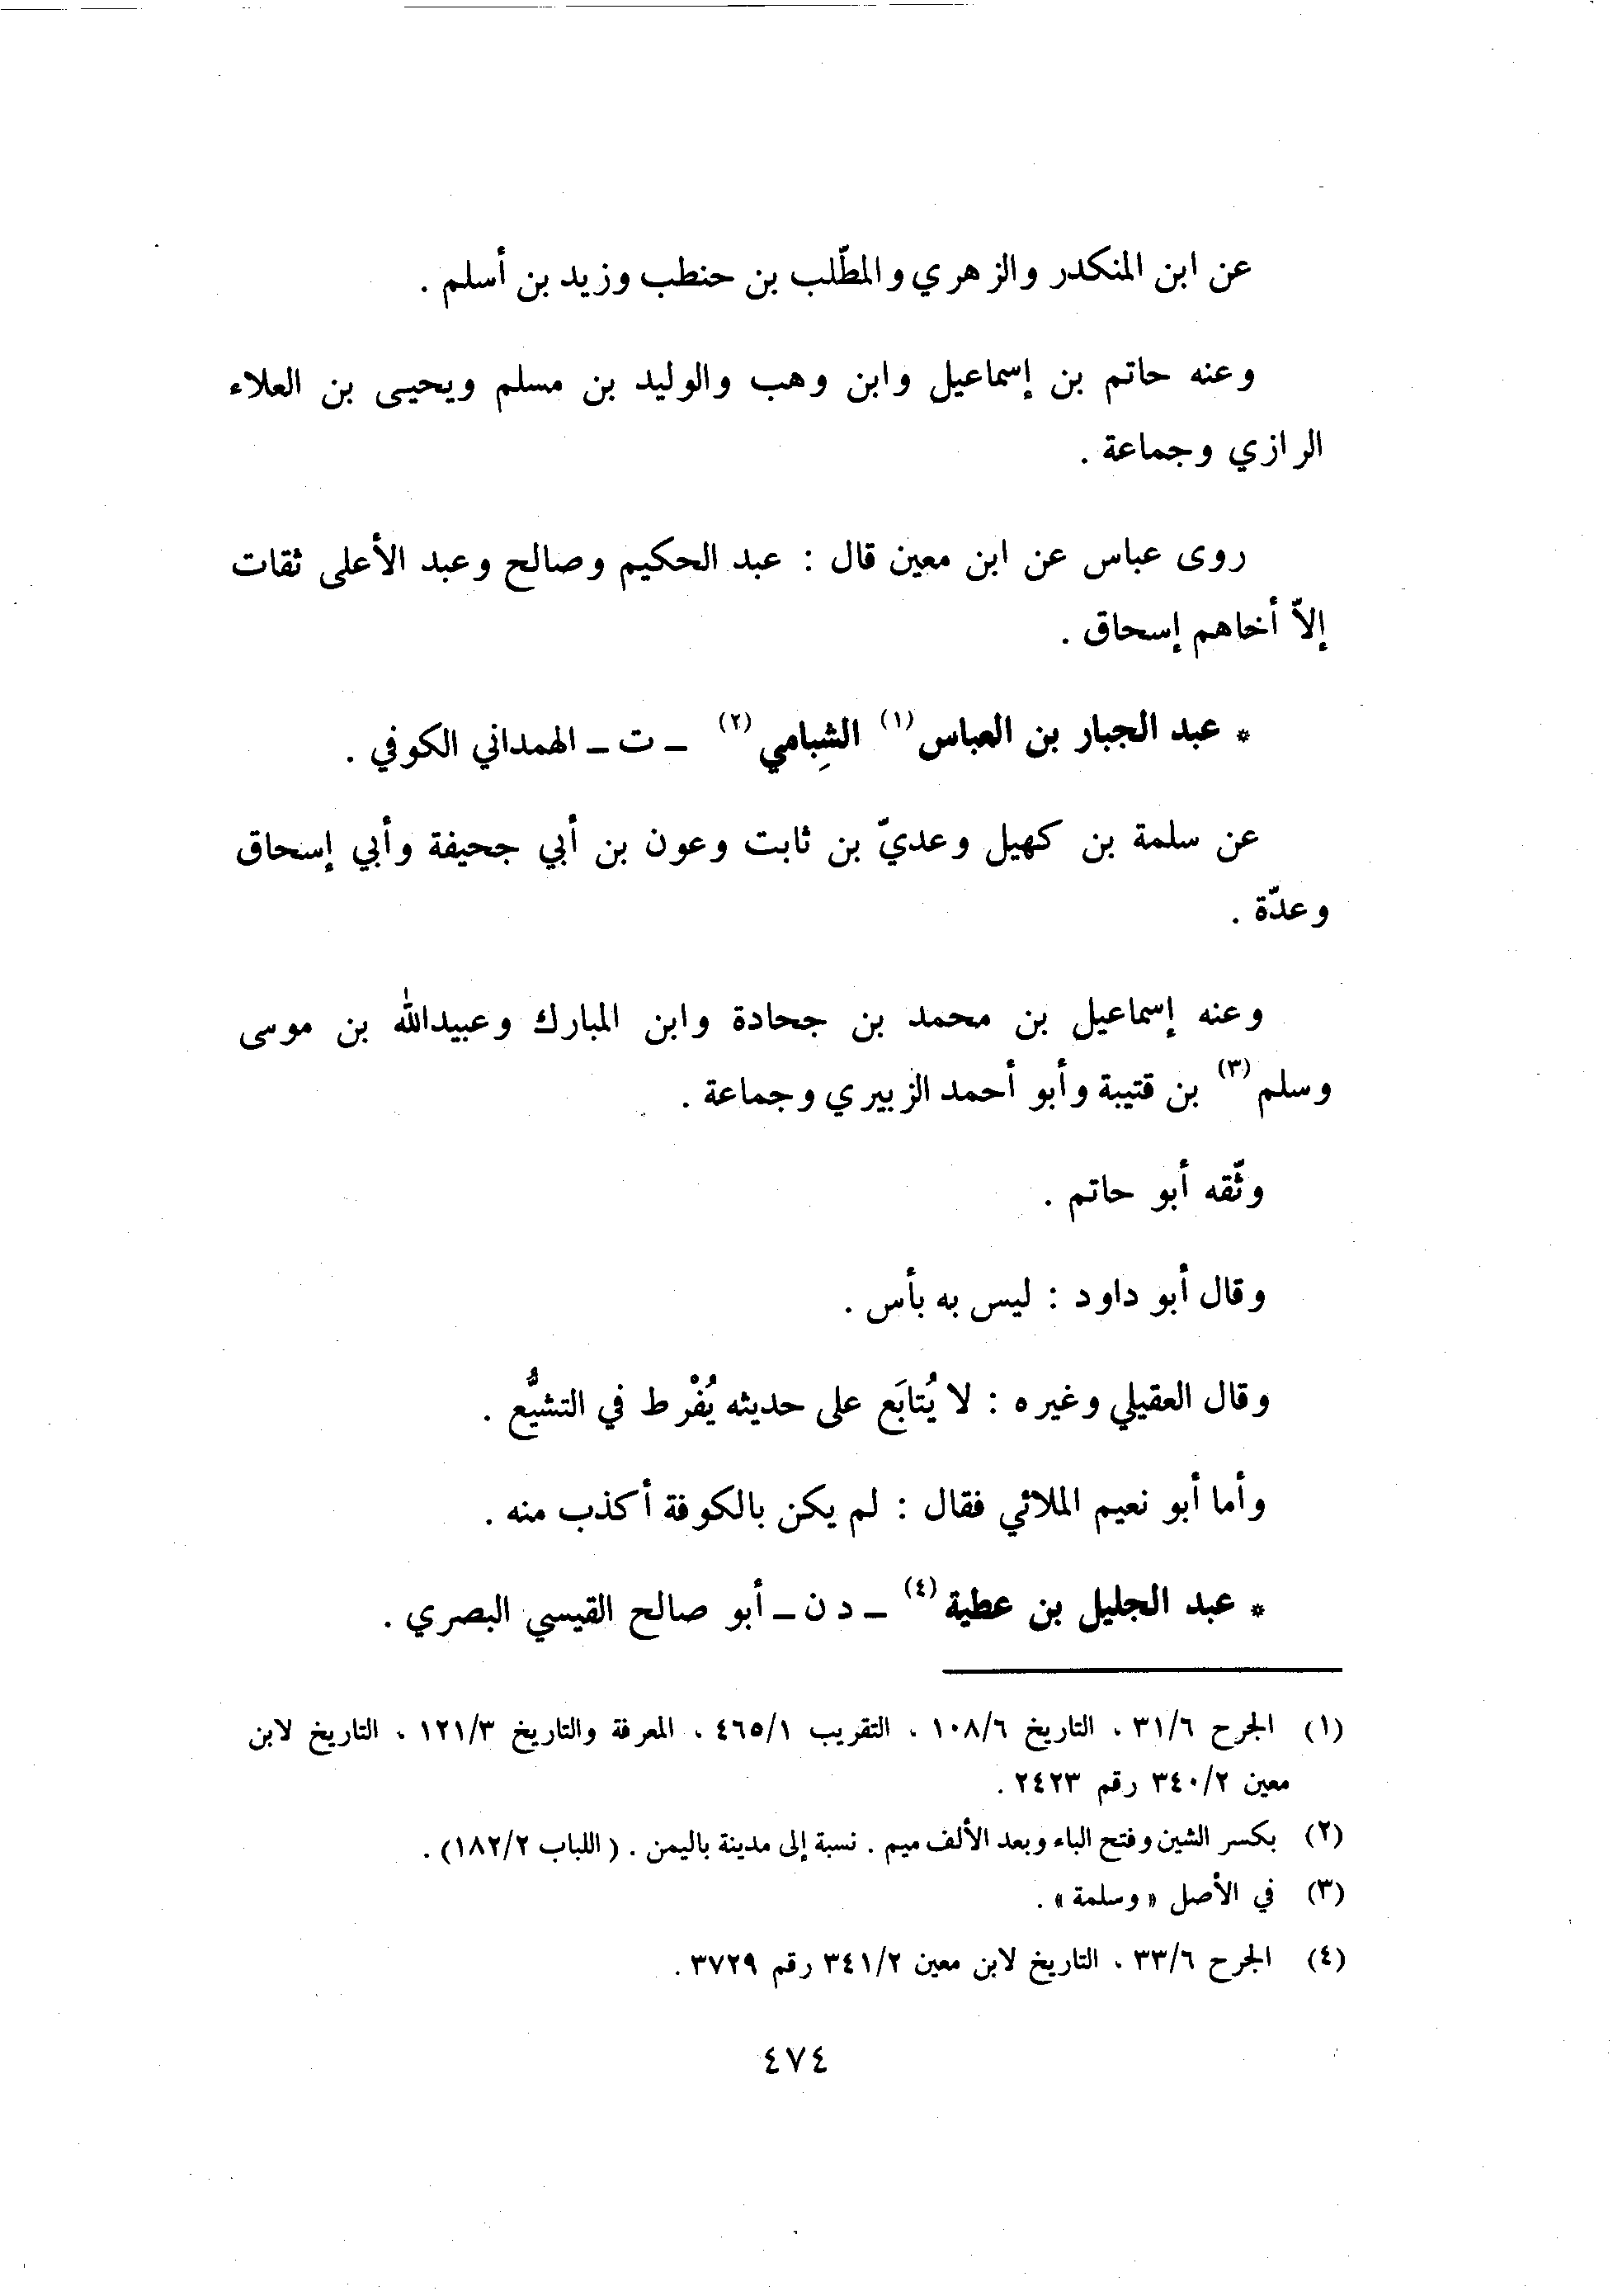 عن ابن المنكدر والزهري والمطّلب بن حنطب وزيد بن أسلم .
وعنه حاتم بن إسماعيل وابن وهب والوليد بن مسلم ويحيى بن العلاء
الرازي وجماعة .
روى عباس عن ابن معين قال : عبد الحكيم وصالح وعبد الأعلى ثقات
إلاّ أخاهم إسحاق .
* عبد الجبار بن العباس (١) الشِبامي (٢) ـ ت ـ الهمداني الكوفي .
عن سلمة بن كهيل وعديّ بن ثابت وعون بن أبي جحيفة وأبي إسحاق
وعدّة .
وعنه إسماعيل بن محمد بن جحادة وابن المبارك وعبيدالله بن موسى
وسلم (٣) بن قتيبة وأبو أحمد الزبيري وجماعة .
وثّقه أبو حاتم .
وقال أبو داود : ليس به بأس .
وقال العقيلي وغيره : لا يُتابَع على حديثه يُفْرط في التشيُّع .
وأما أبو نعيم الملائي فقال : لم يكن بالكوفة أكذب منه .
* عبد الجليل بن عطية (٤) ـ د ن ـ أبو صالح القيسي البصري .
(١) الجرح ٣١/٦ ، التاريخ ١٠٨/٦ ، التقريب ٤٦٥/١ ، المعرفة والتاريخ ١٢١/٣ ، التاريخ لابن
معين ٣٤٠/٢ رقم ٢٤٢٣ .
(٢) بكسر الشين وفتح الباء وبعد الألف ميم . نسبة إلى مدينة باليمن . ( اللباب ١٨٢/٢) .
(٣) في الأصل « وسلمة » .
(٤) الجرح ٣٣/٦ ، التاريخ لابن معين ٣٤١/٢ رقم ٣٧٢٩ .
٤٧٤